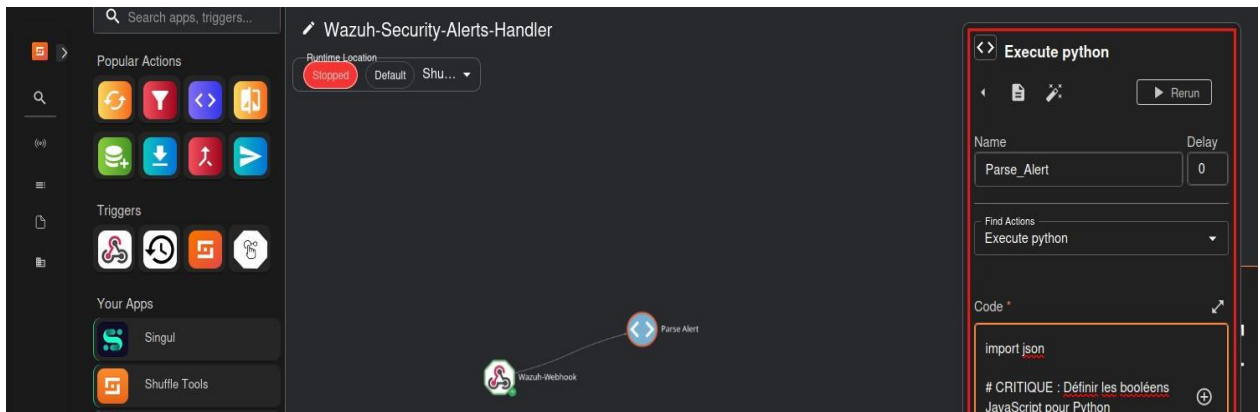 Search apps, triggers...
Popular Actions
Triggers
Your Apps
Singul
Shuffle Tools
Wazuh-Security-Alerts-Handler
Runtime Location
Stopped
Default
Shu...
Parse Alert
Wazuh-Webhook
Execute python
Rerun
Name
Delay
Parse_Alert
0
Find Actions
Execute python
Code *
import json
# CRITIQUE : Définir les booléens
JavaScript pour Python